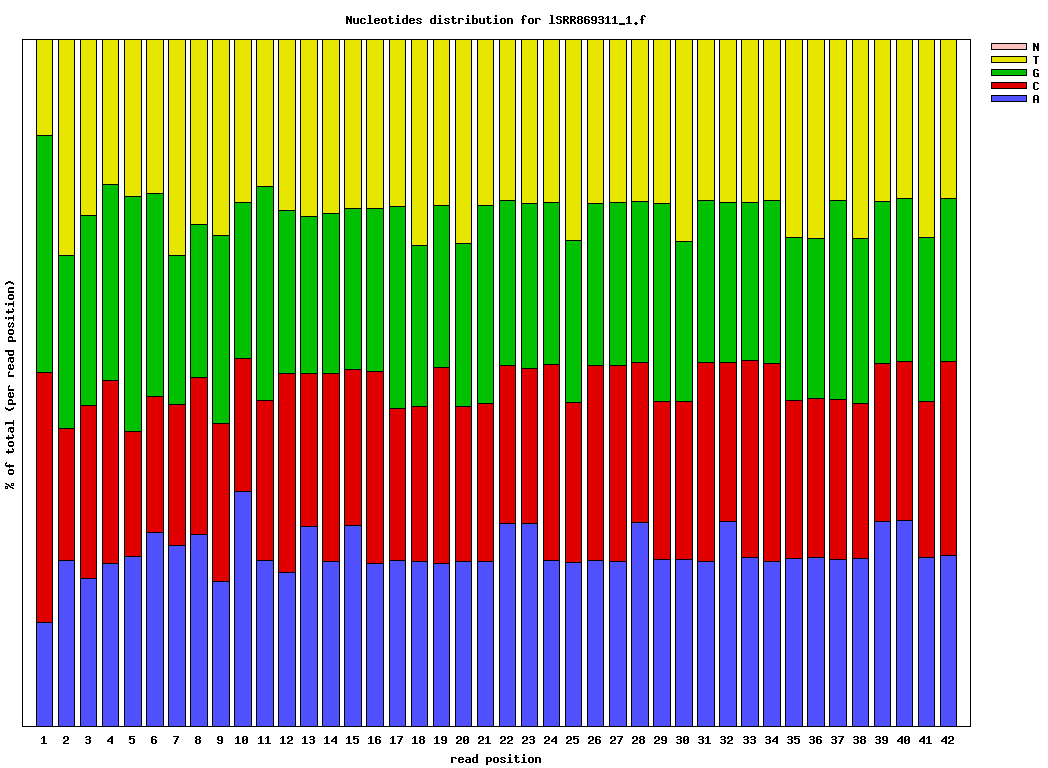 Nucleotides distribution for lSRR869311_1.f
N
T
G
C
A
% of total (per read position)
1 2 3 4 5 6 7 8 9 10 11 12 13 14 15 16 17 18 19 20 21 22 23 24 25 26 27 28 29 30 31 32 33 34 35 36 37 38 39 40 41 42
read position